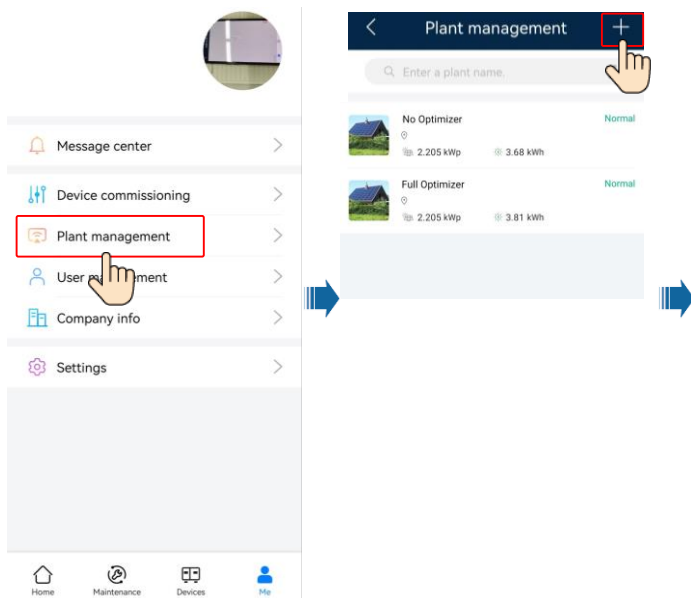 Message center
Device commissioning
Plant management
User management
Company info
Settings
Home
Maintenance
Devices
Me
Plant management
Enter a plant name.
No Optimizer
Normal
2.205 kWp
3.68 kWh
Full Optimizer
Normal
2.205 kWp
3.81 kWh